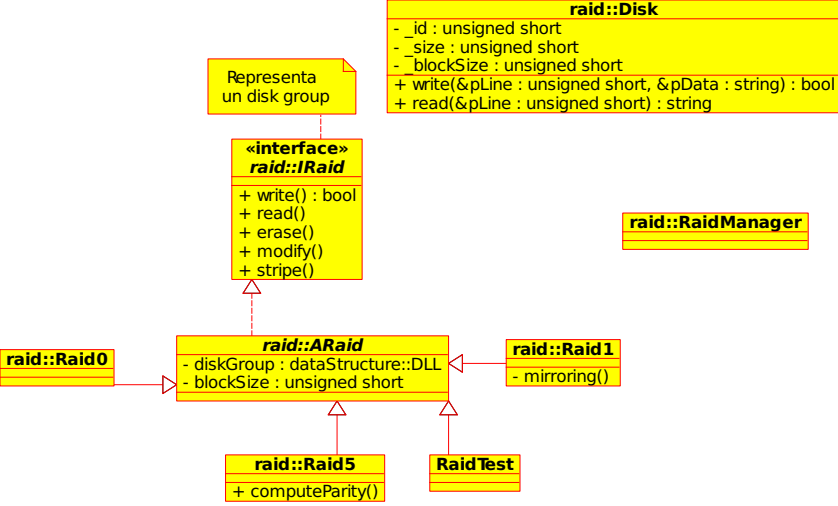 raid::Disk
- _id : unsigned short
- _size : unsigned short
- _blockSize : unsigned short
+ write(&pLine : unsigned short, &pData : string) : bool
+ read(&pLine : unsigned short) : string
Representa
un disk group
«interface»
raid::IRaid
+ write() : bool
+ read()
+ erase()
+ modify()
+ stripe()
raid::RaidManager
raid::ARaid
- diskGroup : dataStructure::DLL
- blockSize : unsigned short
raid::Raid0
raid::Raid1
- mirroring()
raid::Raid5
+ computeParity()
RaidTest